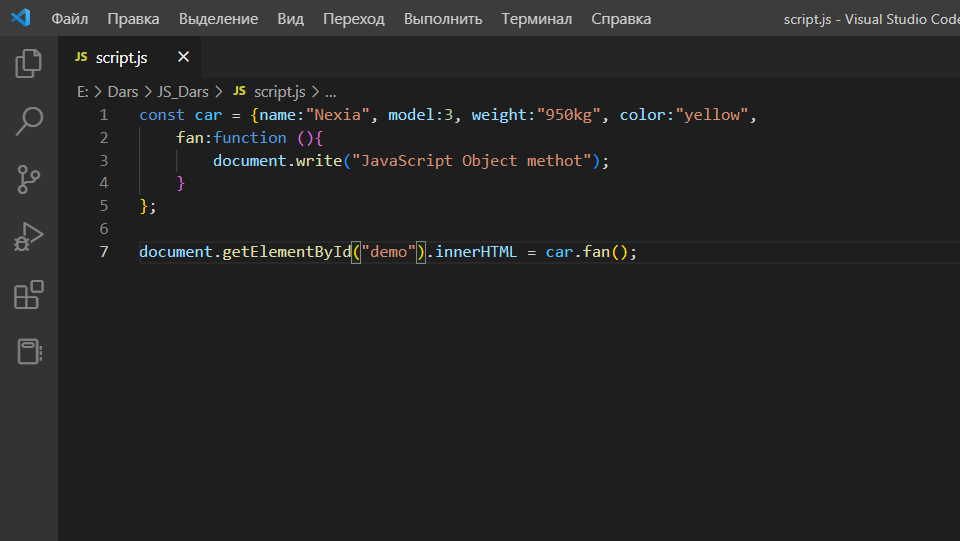 Файл Правка Выделение Вид Переход Выполнить Терминал Справка script.js - Visual Studio Code
JS script.js ×
E: > Dars > JS_Dars > JS script.js > ...
1 const car = {name:"Nexia", model:3, weight:"950kg", color:"yellow",
2 fan:function (){
3 document.write("JavaScript Object methot");
4 }
5 };
6
7 document.getElementById("demo").innerHTML = car.fan();